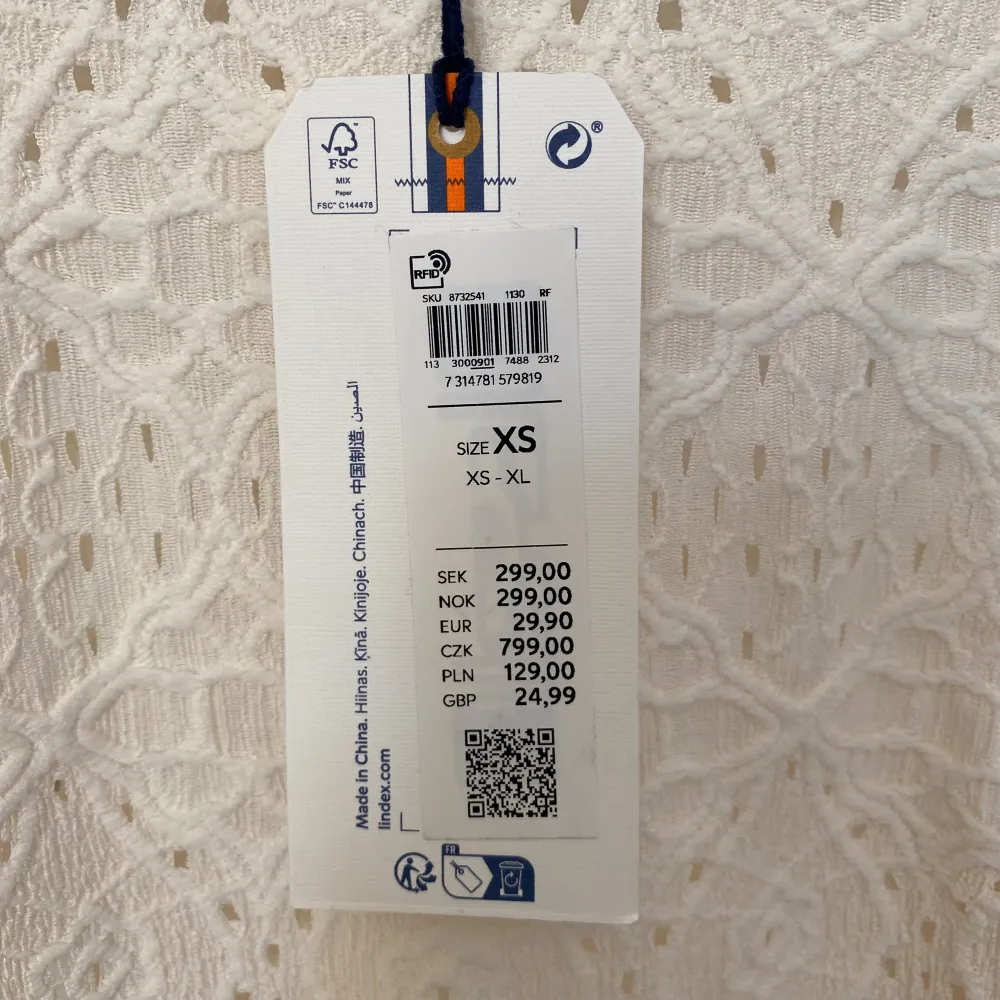 FSC
MIX
Paper
FSC™ C144478
®
RFID
SKU 8732541 1130 RF
113 3000901 7488 2312
7 314781 579819
SIZE XS
XS - XL
SEK 299,00
NOK 299,00
EUR 29,90
CZK 799,00
PLN 129,00
GBP 24,99
Made in China. Hiinas. Ķīnā. Kinijoje. Chinach. 中国制造. الصين
lindex.com
FR